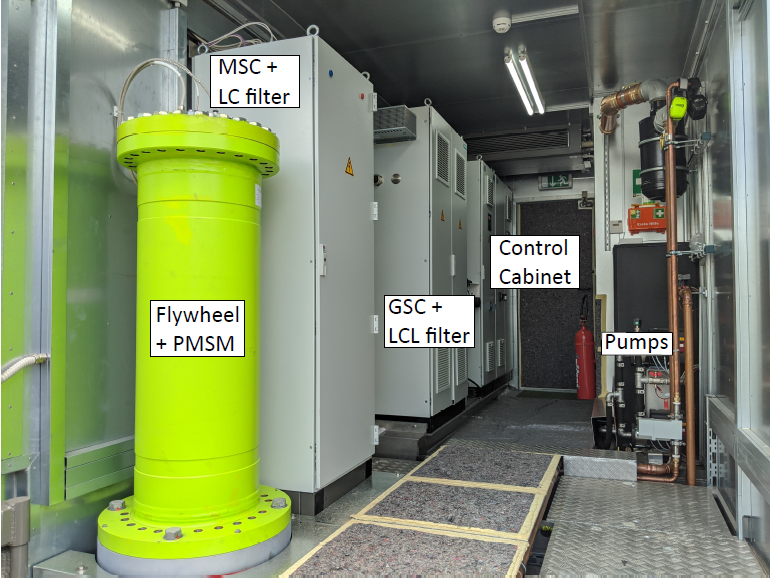 MSC +
LC filter
Flywheel
+ PMSM
GSC +
LCL filter
Control
Cabinet
Pumps